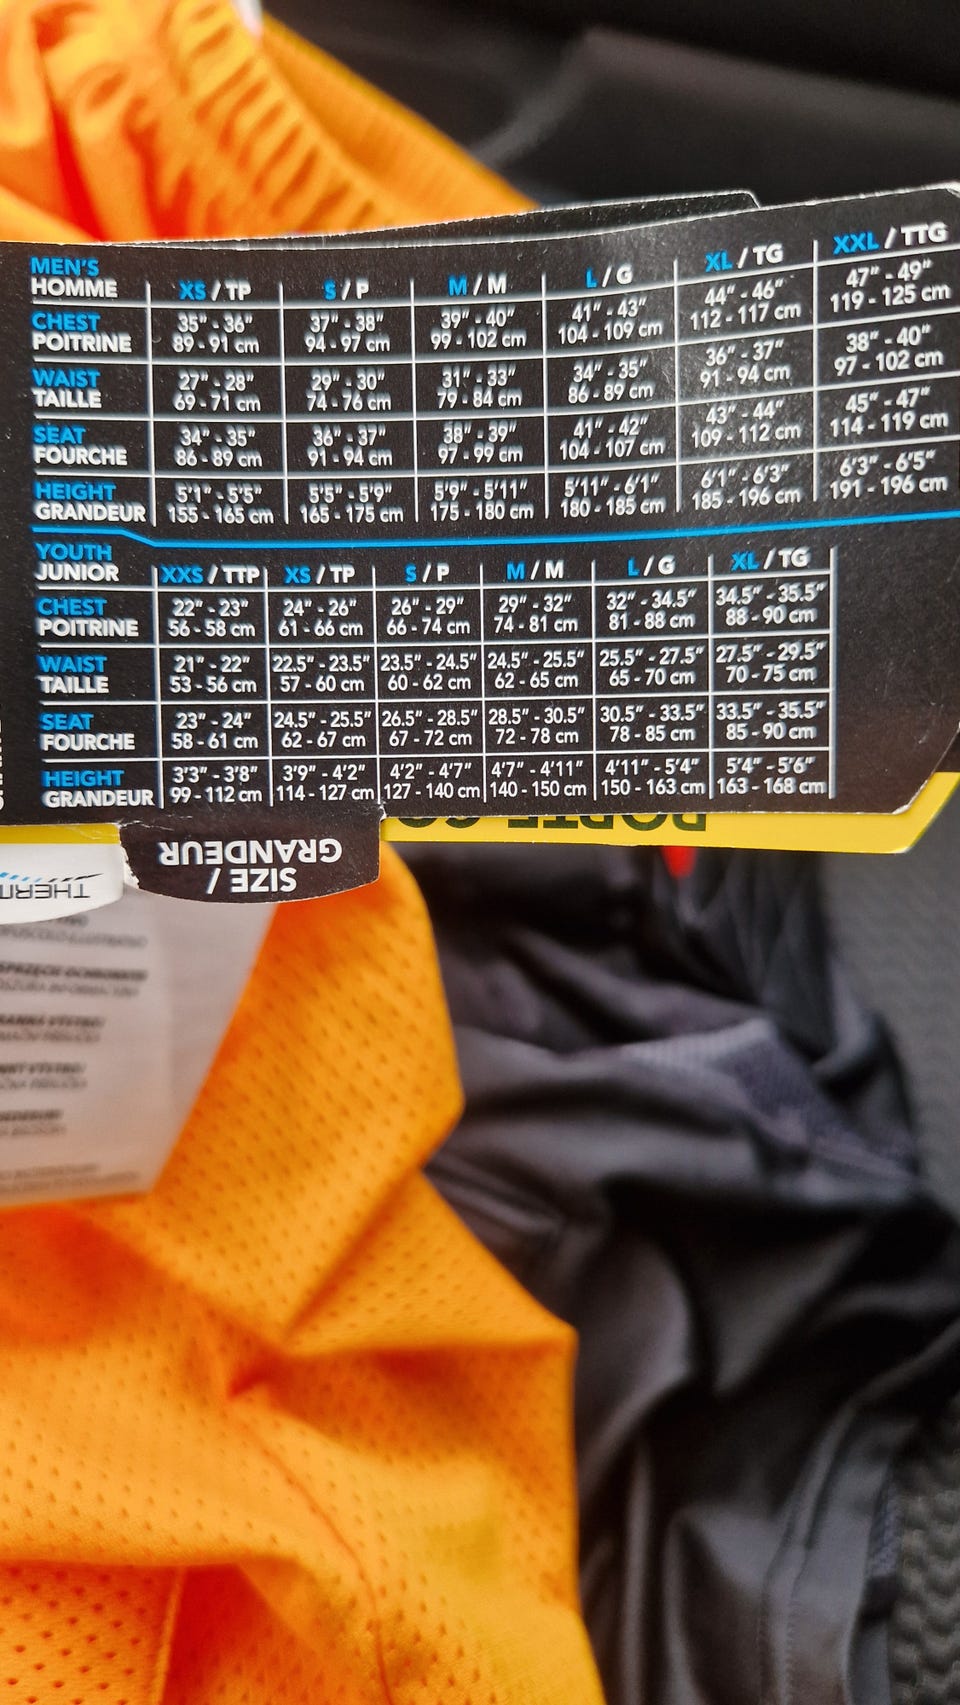 MEN'S
HOMME XS / TP S / P M / M L / G XL / TG XXL / TTG
CHEST 35" - 36" 37" - 38" 39" - 40" 41" - 43" 44" - 46" 47" - 49"
POITRINE 89 - 91 cm 94 - 97 cm 99 - 102 cm 104 - 109 cm 112 - 117 cm 119 - 125 cm
WAIST 27" - 28" 29" - 30" 31" - 33" 34" - 35" 36" - 37" 38" - 40"
TAILLE 69 - 71 cm 74 - 76 cm 79 - 84 cm 86 - 89 cm 91 - 94 cm 97 - 102 cm
SEAT 34" - 35" 36" - 37" 38" - 39" 41" - 42" 43" - 44" 45" - 47"
FOURCHE 86 - 89 cm 91 - 94 cm 97 - 99 cm 104 - 107 cm 109 - 112 cm 114 - 119 cm
HEIGHT 5'1" - 5'5" 5'5" - 5'9" 5'9" - 5'11" 5'11" - 6'1" 6'1" - 6'3" 6'3" - 6'5"
GRANDEUR 155 - 165 cm 165 - 175 cm 175 - 180 cm 180 - 185 cm 185 - 196 cm 191 - 196 cm
YOUTH
JUNIOR XXS / TTP XS / TP S / P M / M L / G XL / TG
CHEST 22" - 23" 24" - 26" 26" - 29" 29" - 32" 32" - 34.5" 34.5" - 35.5"
POITRINE 56 - 58 cm 61 - 66 cm 66 - 74 cm 74 - 81 cm 81 - 88 cm 88 - 90 cm
WAIST 21" - 22" 22.5" - 23.5" 23.5" - 24.5" 24.5" - 25.5" 25.5" - 27.5" 27.5" - 29.5"
TAILLE 53 - 56 cm 57 - 60 cm 60 - 62 cm 62 - 65 cm 65 - 70 cm 70 - 75 cm
SEAT 23" - 24" 24.5" - 25.5" 26.5" - 28.5" 28.5" - 30.5" 30.5" - 33.5" 33.5" - 35.5"
FOURCHE 58 - 61 cm 62 - 67 cm 67 - 72 cm 72 - 78 cm 78 - 85 cm 85 - 90 cm
HEIGHT 3'3" - 3'8" 3'9" - 4'2" 4'2" - 4'7" 4'7" - 4'11" 4'11" - 5'4" 5'4" - 5'6"
GRANDEUR 99 - 112 cm 114 - 127 cm 127 - 140 cm 140 - 150 cm 150 - 163 cm 163 - 168 cm
SIZE /
GRANDEUR